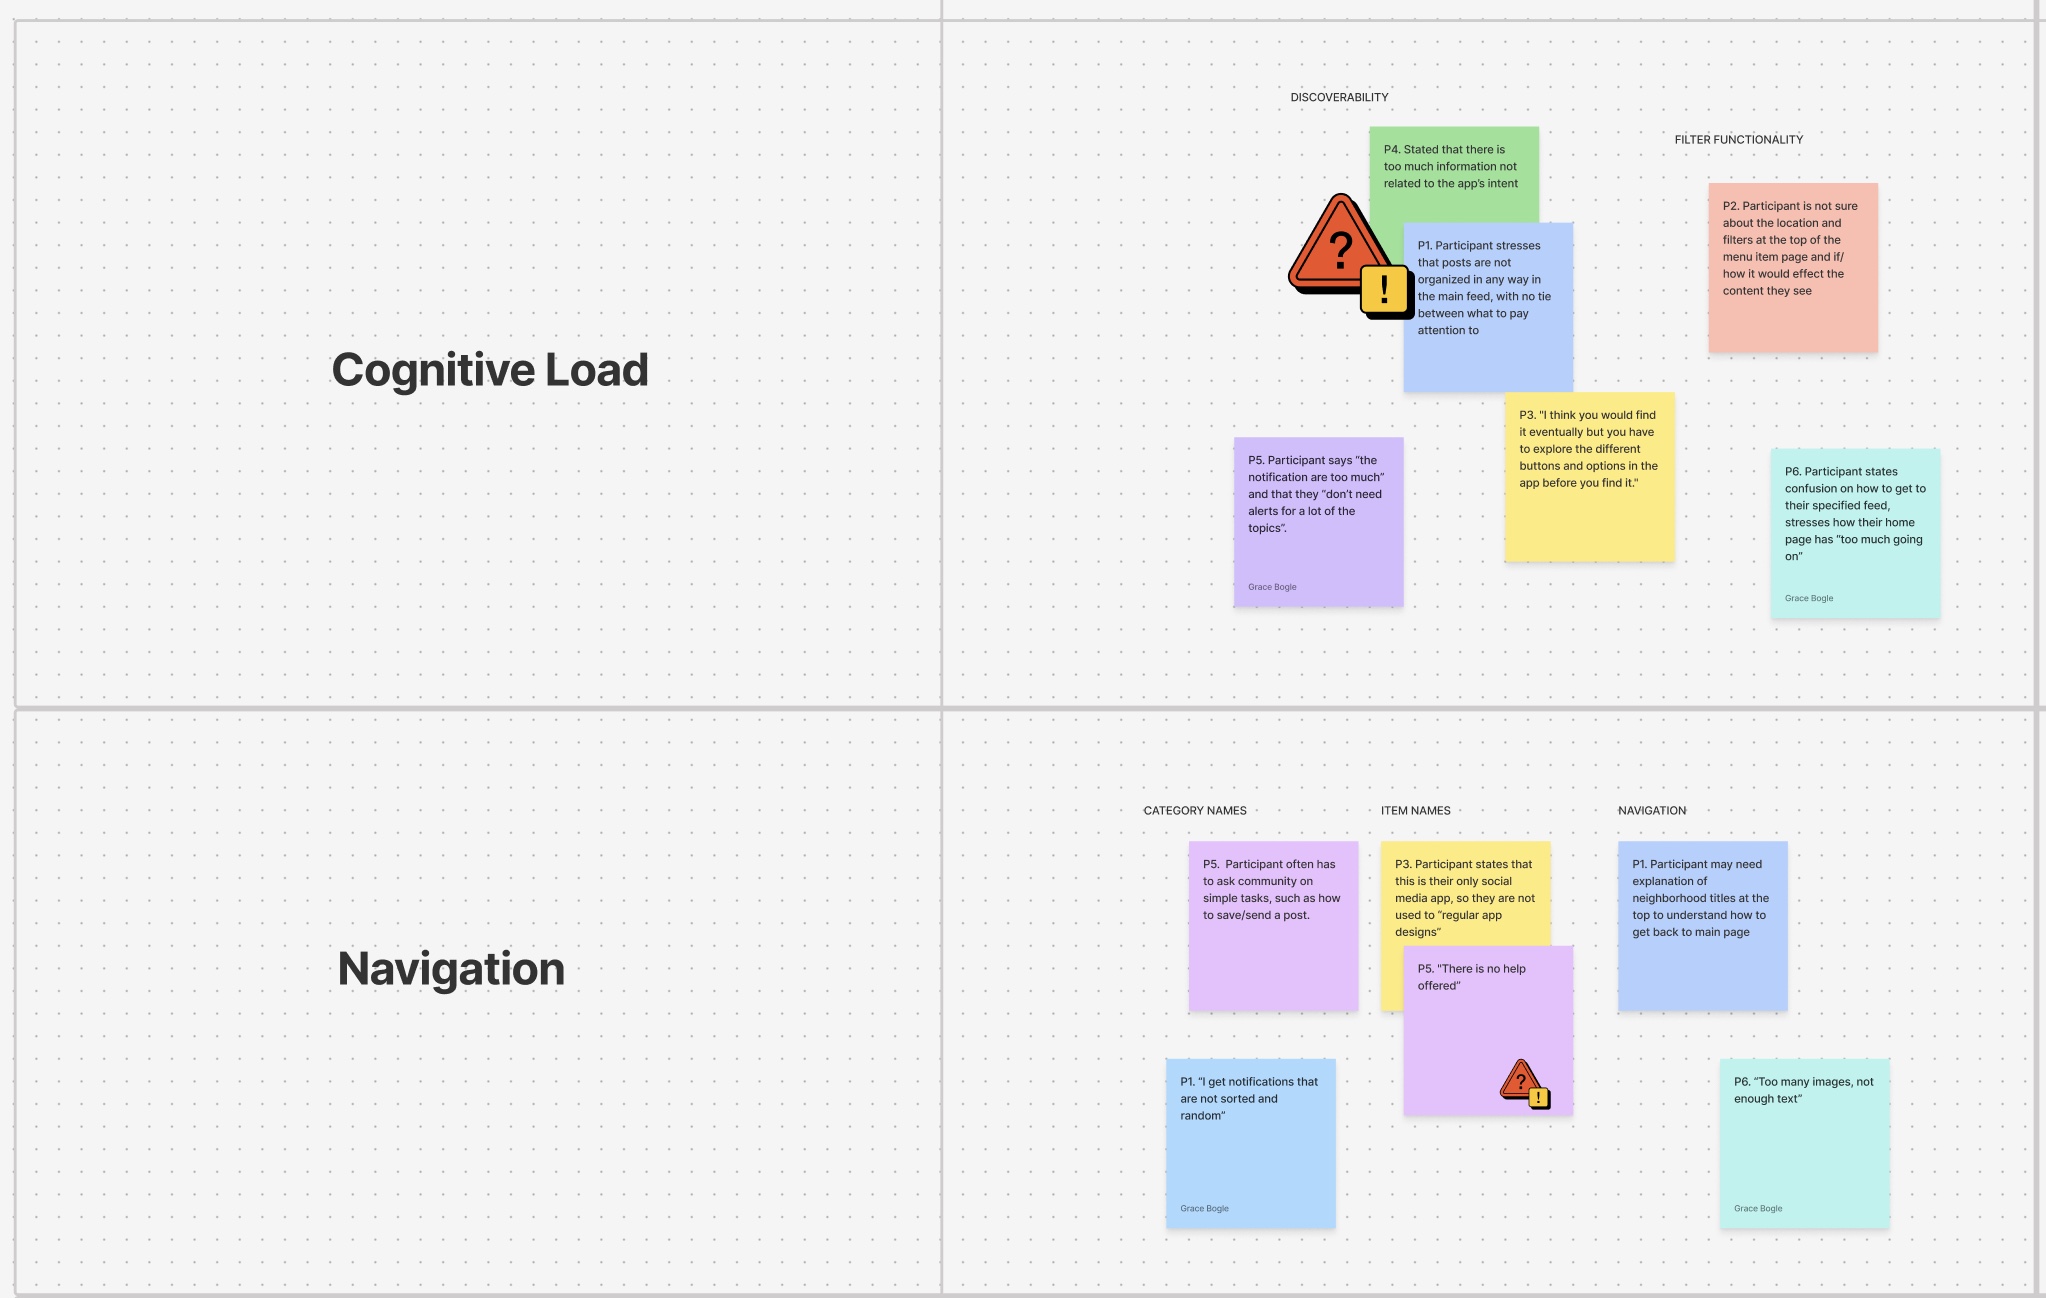 Cognitive Load
DISCOVERABILITY
P4. Stated that there is
too much information not
related to the app's intent
?
!
P1. Participant stresses
that posts are not
organized in any way in
the main feed, with no tie
between what to pay
attention to
FILTER FUNCTIONALITY
P2. Participant is not sure
about the location and
filters at the top of the
menu item page and if/
how it would effect the
content they see
P3. "I think you would find
it eventually but you have
to explore the different
buttons and options in the
app before you find it."
P5. Participant says “the
notification are too much”
and that they “don’t need
alerts for a lot of the
topics”.
Grace Bogle
P6. Participant states
confusion on how to get to
their specified feed,
stresses how their home
page has “too much going
on”
Grace Bogle
Navigation
CATEGORY NAMES
P5.  Participant often has
to ask community on
simple tasks, such as how
to save/send a post.
ITEM NAMES
P3. Participant states that
this is their only social
media app, so they are not
used to “regular app
designs”
P5. “There is no help
offered”
?
!
NAVIGATION
P1. Participant may need
explanation of
neighborhood titles at the
top to understand how to
get back to main page
P1. “I get notifications that
are not sorted and
random”
Grace Bogle
P6. “Too many images, not
enough text”
Grace Bogle